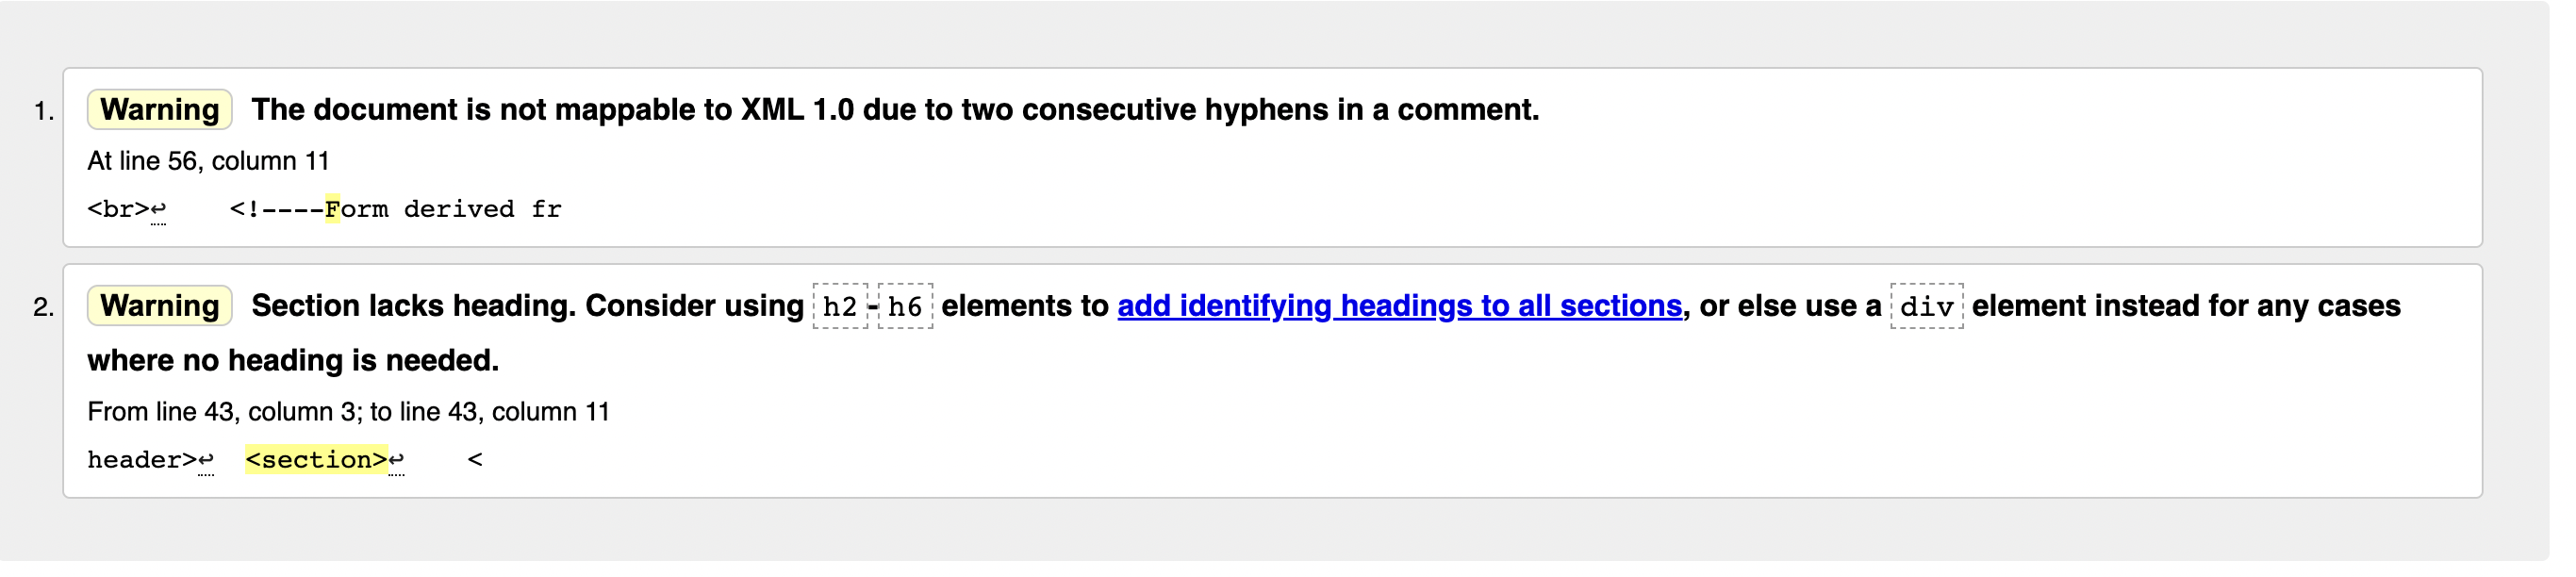 1. Warning The document is not mappable to XML 1.0 due to two consecutive hyphens in a comment.
At line 56, column 11
<br>↩    <!----Form derived fr
2. Warning Section lacks heading. Consider using h2-h6 elements to add identifying headings to all sections, or else use a div element instead for any cases
where no heading is needed.
From line 43, column 3; to line 43, column 11
header>↩  <section>↩    <